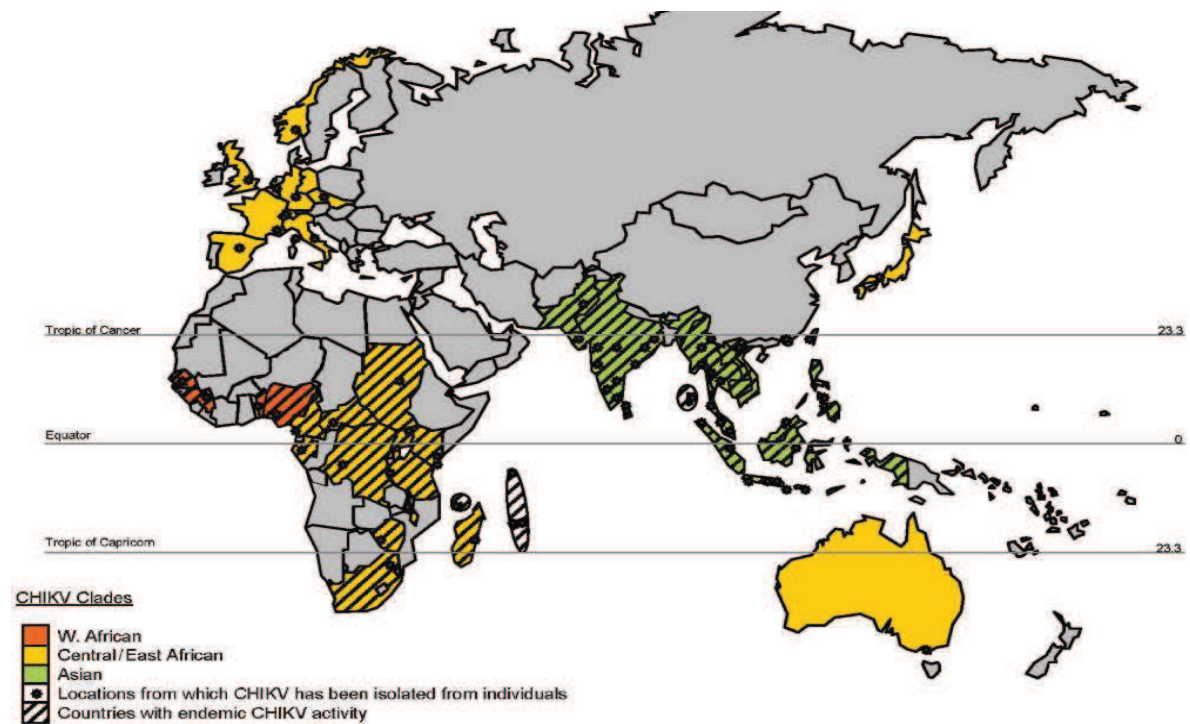 Tropic of Cancer 23.3
Equator 0
Tropic of Capricorn 23.3
CHIKV Clades
W. African
Central/East African
Asian
Locations from which CHIKV has been isolated from individuals
Countries with endemic CHIKV activity